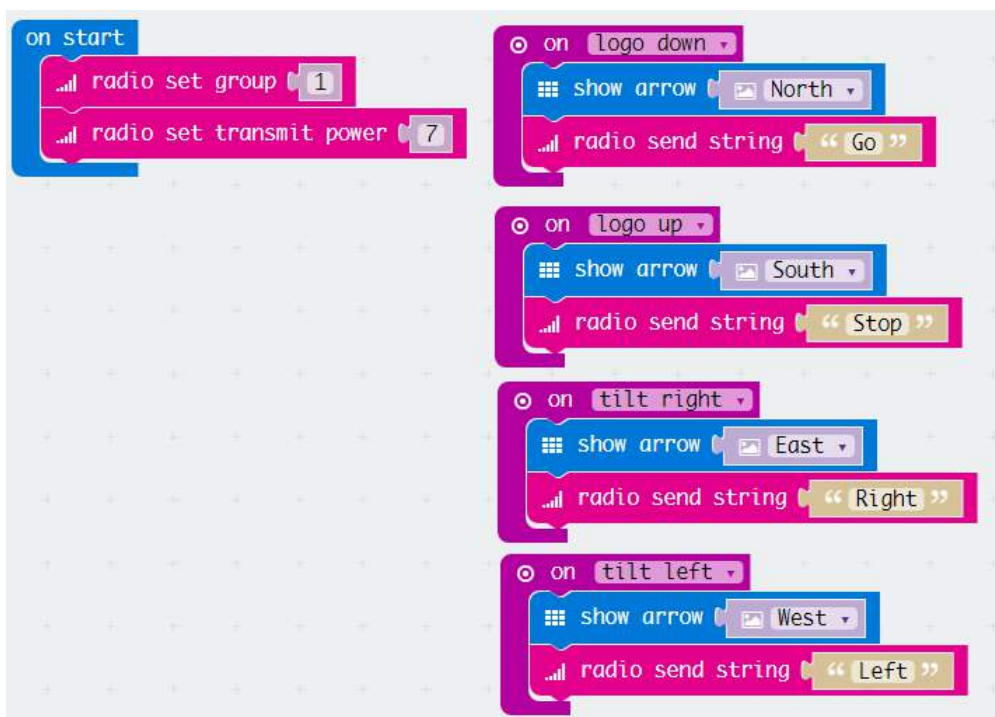 on start
radio set group 1
radio set transmit power 7
on logo down
show arrow North
radio send string “ Go ”
on logo up
show arrow South
radio send string “ Stop ”
on tilt right
show arrow East
radio send string “ Right ”
on tilt left
show arrow West
radio send string “ Left ”